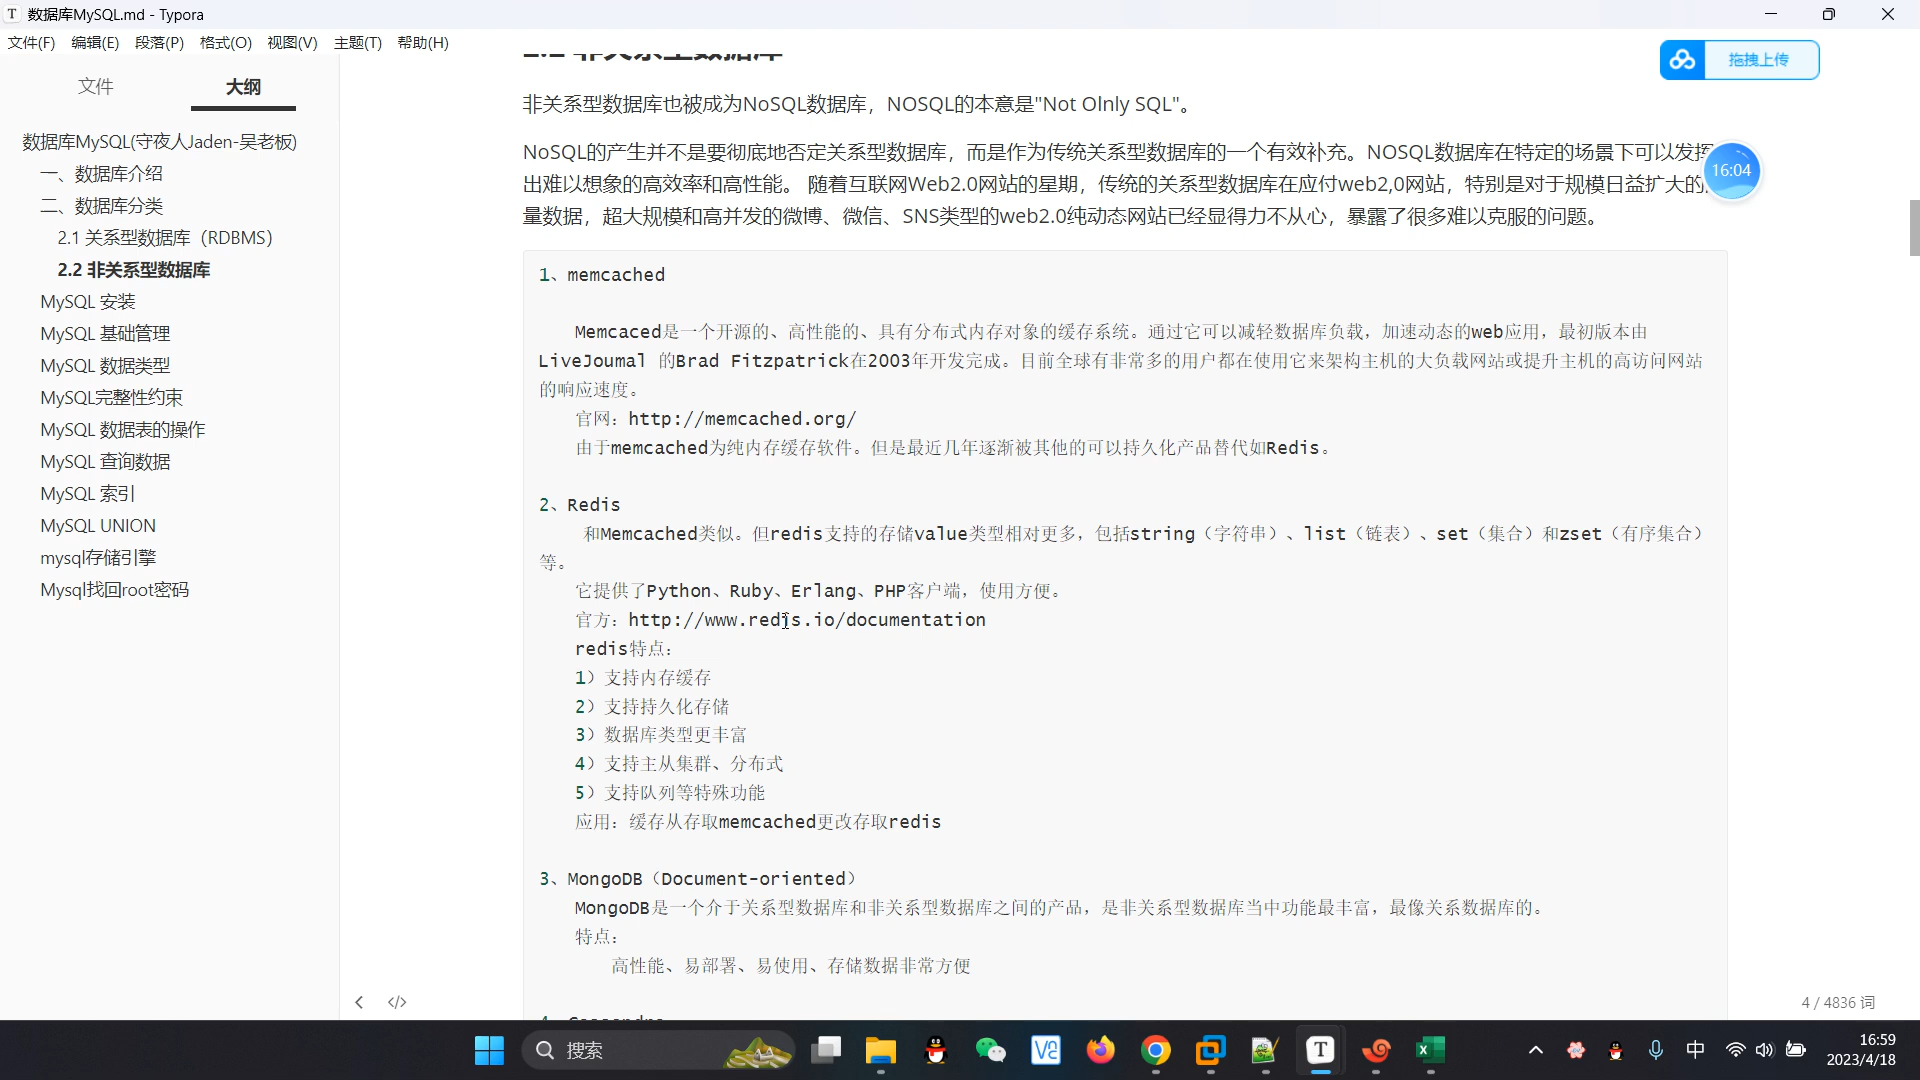 数据库MySQL.md - Typora
文件(F) 编辑(E) 段落(P) 格式(O) 视图(V) 主题(T) 帮助(H)
文件 大纲
数据库MySQL(守夜人Jaden-吴老板)
一、数据库介绍
二、数据库分类
2.1 关系型数据库（RDBMS）
2.2 非关系型数据库
MySQL 安装
MySQL 基础管理
MySQL 数据类型
MySQL完整性约束
MySQL 数据表的操作
MySQL 查询数据
MySQL 索引
MySQL UNION
mysql存储引擎
Mysql找回root密码
2.2 非关系型数据库
拖拽上传
非关系型数据库也被成为NoSQL数据库，NOSQL的本意是"Not Olnly SQL"。
NoSQL的产生并不是要彻底地否定关系型数据库，而是作为传统关系型数据库的一个有效补充。NOSQL数据库在特定的场景下可以发挥
出难以想象的高效率和高性能。 随着互联网Web2.0网站的星期，传统的关系型数据库在应付web2,0网站，特别是对于规模日益扩大的
量数据，超大规模和高并发的微博、微信、SNS类型的web2.0纯动态网站已经显得力不从心，暴露了很多难以克服的问题。
16:04
1、memcached
Memcaced是一个开源的、高性能的、具有分布式内存对象的缓存系统。通过它可以减轻数据库负载，加速动态的web应用，最初版本由
LiveJoumal 的Brad Fitzpatrick在2003年开发完成。目前全球有非常多的用户都在使用它来架构主机的大负载网站或提升主机的高访问网站
的响应速度。
官网：http://memcached.org/
由于memcached为纯内存缓存软件。但是最近几年逐渐被其他的可以持久化产品替代如Redis。
2、Redis
和Memcached类似。但redis支持的存储value类型相对更多，包括string（字符串）、list（链表）、set（集合）和zset（有序集合）
等。
它提供了Python、Ruby、Erlang、PHP客户端，使用方便。
官方：http://www.redis.io/documentation
redis特点：
1）支持内存缓存
2）支持持久化存储
3）数据库类型更丰富
4）支持主从集群、分布式
5）支持队列等特殊功能
应用：缓存从存取memcached更改存取redis
3、MongoDB（Document-oriented）
MongoDB是一个介于关系型数据库和非关系型数据库之间的产品，是非关系型数据库当中功能最丰富，最像关系数据库的。
特点：
高性能、易部署、易使用、存储数据非常方便
4 / 4836 词
搜索
中
16:59
2023/4/18